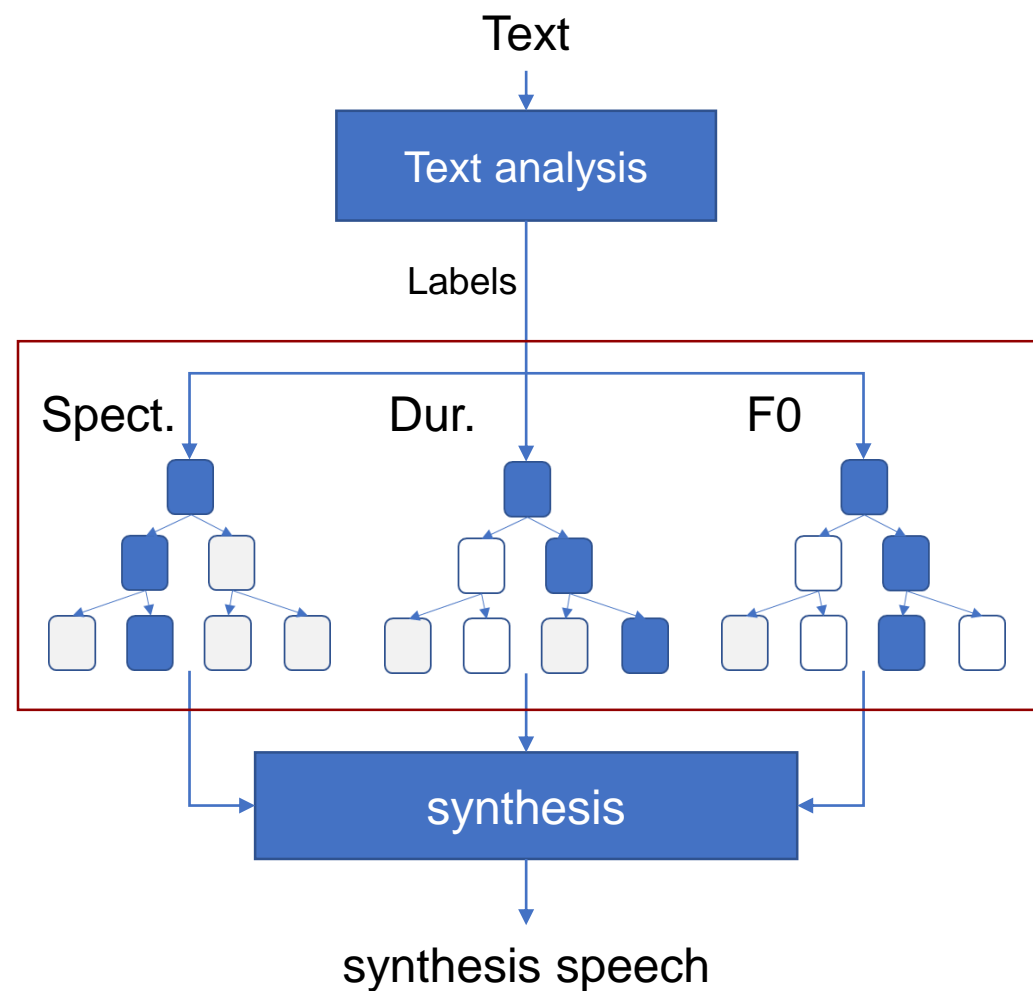 Text
Text analysis
Labels
Spect.
Dur.
F0
synthesis
synthesis speech